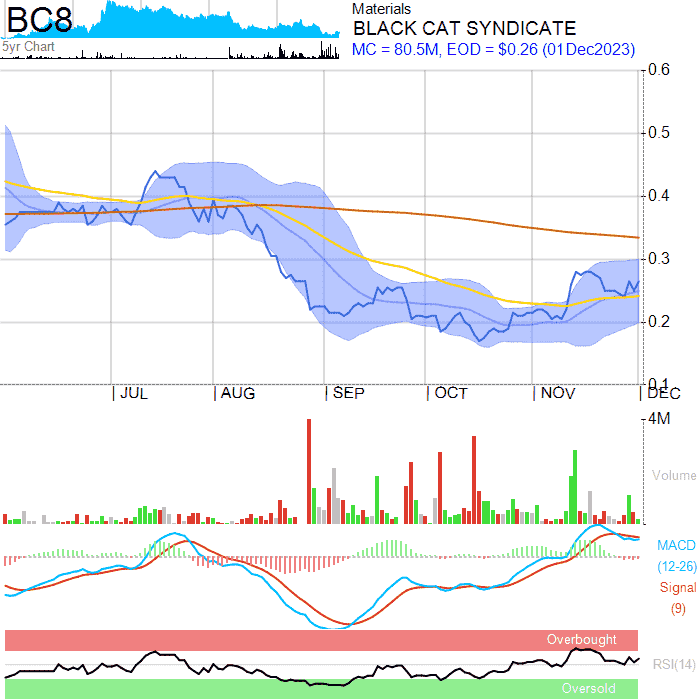 BC8
5yr Chart
Materials
BLACK CAT SYNDICATE
MC = 80.5M, EOD = $0.26 (01Dec2023)
0.6
0.5
0.4
0.3
0.2
0.1
JUL AUG SEP OCT NOV DEC
4M
Volume
MACD
(12-26)
Signal
(9)
Overbought
RSI(14)
Oversold